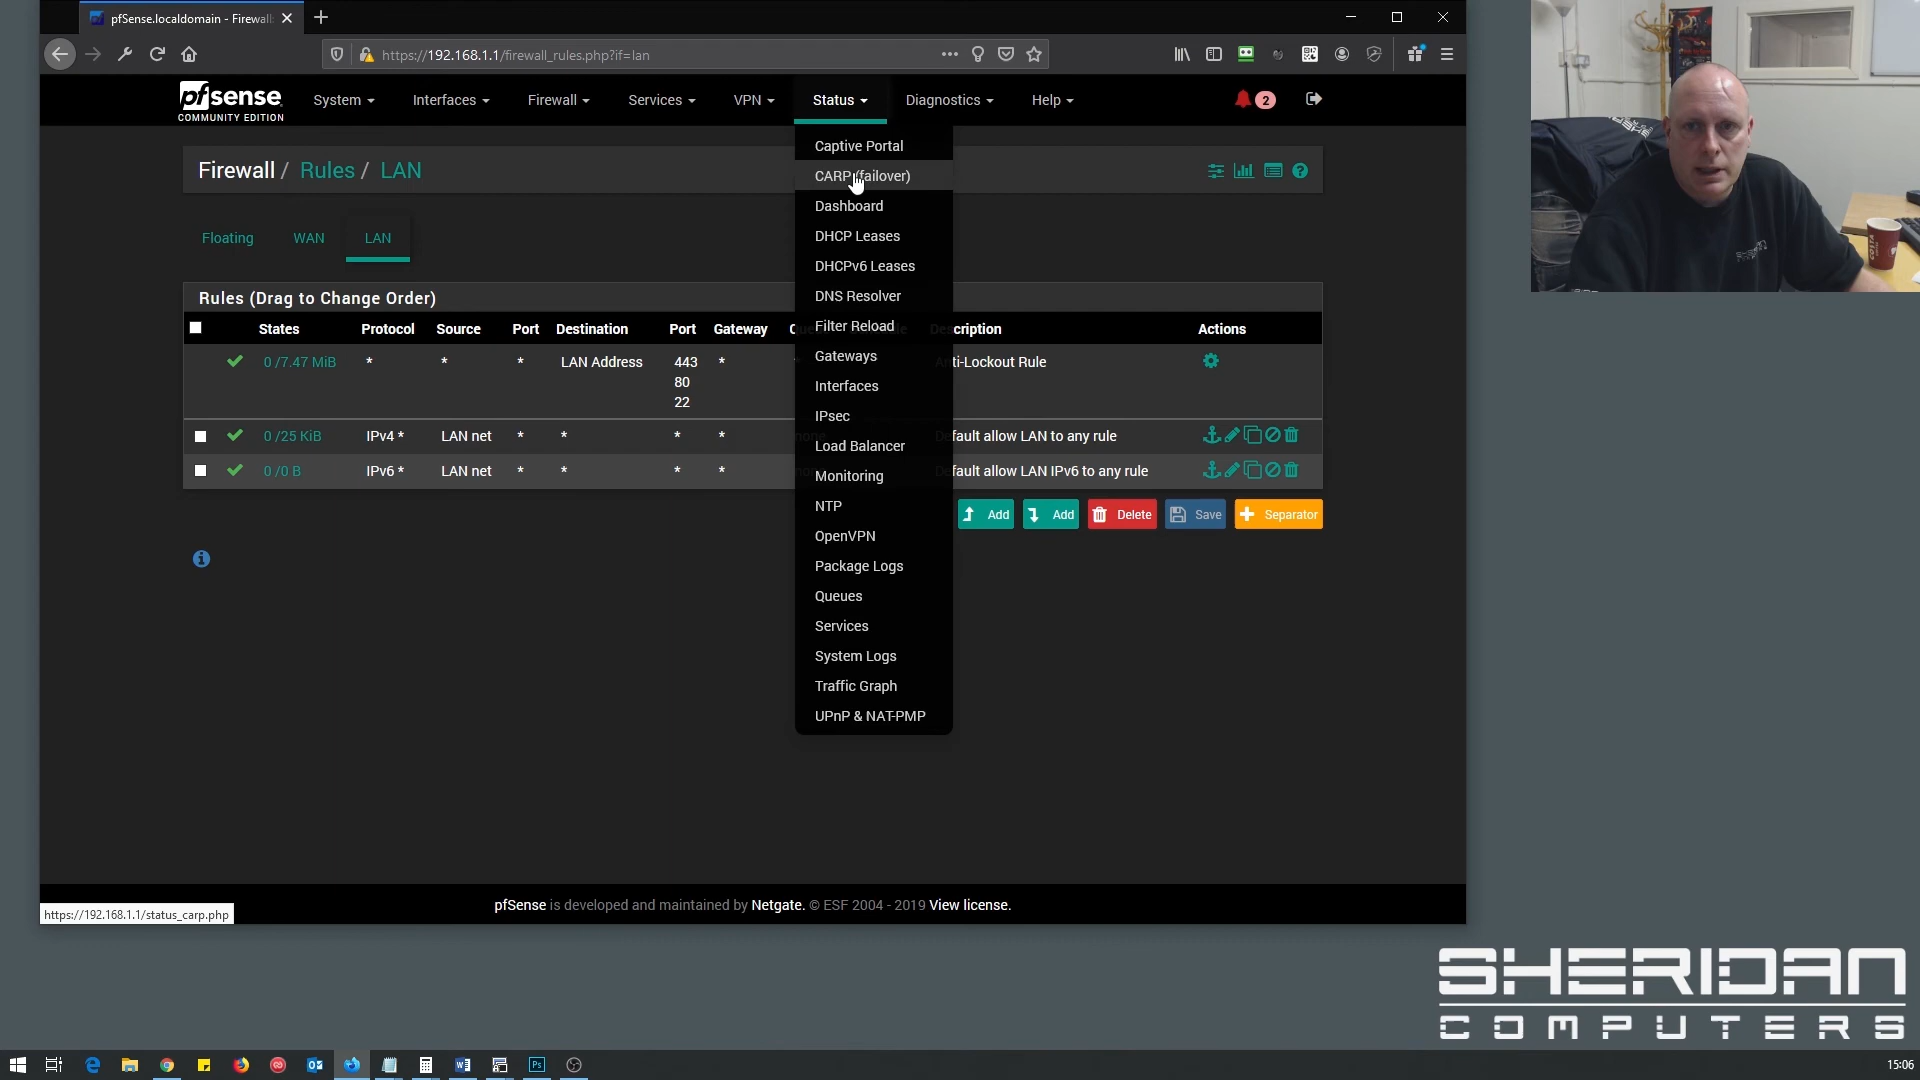 pfSense.localdomain - Firewall:
https://192.168.1.1/firewall_rules.php?if=lan
pfsense
COMMUNITY EDITION
System
Interfaces
Firewall
Services
VPN
Status
Diagnostics
Help
2
Captive Portal
CARP (failover)
Dashboard
DHCP Leases
DHCPv6 Leases
DNS Resolver
Filter Reload
Gateways
Interfaces
IPsec
Load Balancer
Monitoring
NTP
OpenVPN
Package Logs
Queues
Services
System Logs
Traffic Graph
UPnP & NAT-PMP
Firewall / Rules / LAN
Floating WAN LAN
Rules (Drag to Change Order)
States Protocol Source Port Destination Port Gateway Description Actions
0 /7.47 MiB * * * LAN Address 443 * Anti-Lockout Rule
80
22
0 /25 KiB IPv4 * LAN net * * * * Default allow LAN to any rule
0 /0 B IPv6 * LAN net * * * * Default allow LAN IPv6 to any rule
Add Add Delete Save Separator
pfSense is developed and maintained by Netgate. © ESF 2004 - 2019 View license.
https://192.168.1.1/status_carp.php
SHERIDAN
COMPUTERS
15:06